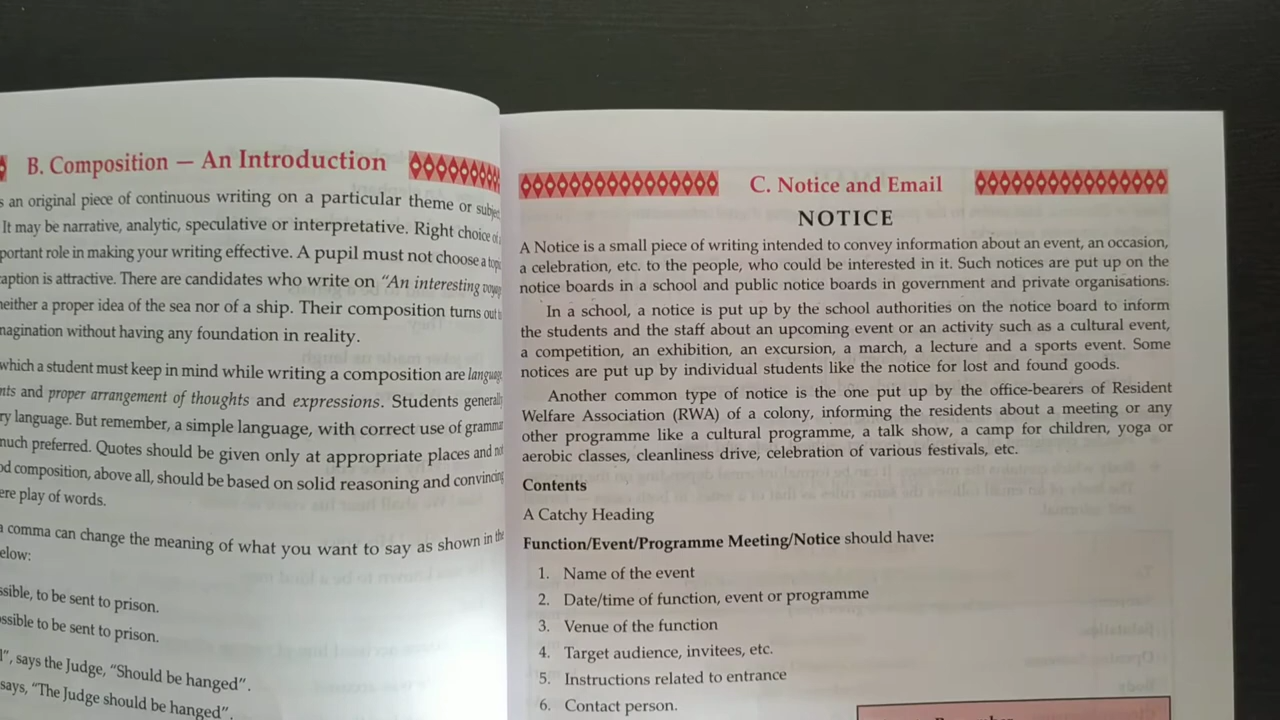 B. Composition — An Introduction
s an original piece of continuous writing on a particular theme or
It may be narrative, analytic, speculative or interpretative. Right choice
portant role in making your writing effective. A pupil must not choose a
aption is attractive. There are candidates who write on "An interesting
neither a proper idea of the sea nor of a ship. Their composition turns out
nagination without having any foundation in reality.
which a student must keep in mind while writing a composition are
nts and proper arrangement of thoughts and expressions. Students
ry language. But remember, a simple language, with correct use of
much preferred. Quotes should be given only at appropriate places and
od composition, above all, should be based on solid reasoning and convincing
ere play of words.
a comma can change the meaning of what you want to say as shown in the
elow:
ssible, to be sent to prison.
ossible to be sent to prison.
", says the Judge, "Should be hanged".
says, "The Judge should be hanged".
C. Notice and Email
NOTICE
A Notice is a small piece of writing intended to convey information about an event, an occasion,
a celebration, etc. to the people, who could be interested in it. Such notices are put up on the
notice boards in a school and public notice boards in government and private organisations.
In a school, a notice is put up by the school authorities on the notice board to inform
the students and the staff about an upcoming event or an activity such as a cultural event,
a competition, an exhibition, an excursion, a march, a lecture and a sports event. Some
notices are put up by individual students like the notice for lost and found goods.
Another common type of notice is the one put up by the office-bearers of Resident
Welfare Association (RWA) of a colony, informing the residents about a meeting or any
other programme like a cultural programme, a talk show, a camp for children, yoga or
aerobic classes, cleanliness drive, celebration of various festivals, etc.
Contents
A Catchy Heading
Function/Event/Programme Meeting/Notice should have:
1. Name of the event
2. Date/time of function, event or programme
3. Venue of the function
4. Target audience, invitees, etc.
5. Instructions related to entrance
6. Contact person.